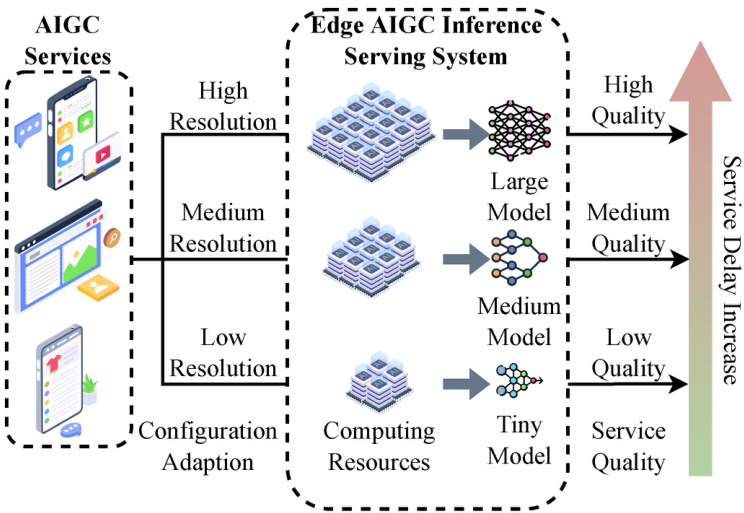 AIGC
Services
Edge AIGC Inference
Serving System
High
Resolution
High
Quality
Large
Model
Medium
Resolution
Medium
Quality
Medium
Model
Low
Resolution
Low
Quality
Configuration
Adaption
Computing
Resources
Tiny
Model
Service
Quality
Service Delay Increase